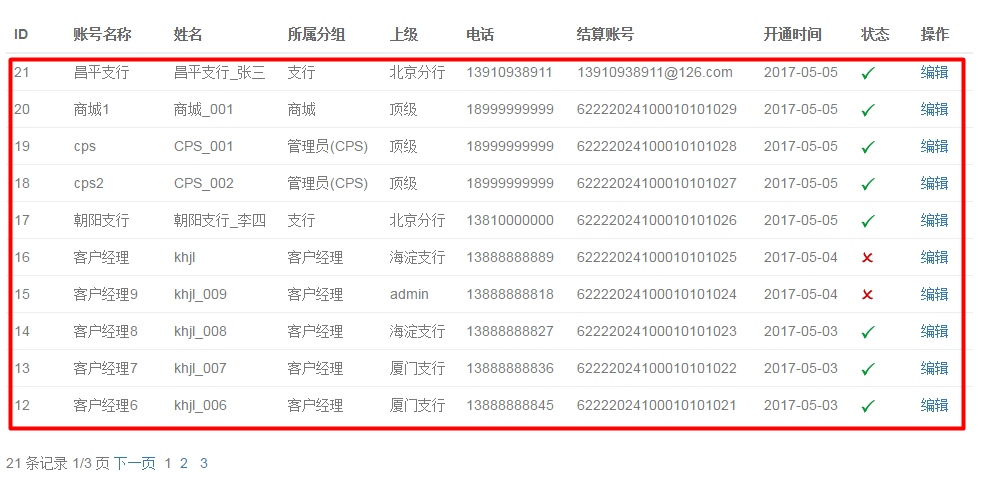 ID 账号名称 姓名 所属分组 上级 电话 结算账号 开通时间 状态 操作
21 昌平支行 昌平支行_张三 支行 北京分行 13910938911 13910938911@126.com 2017-05-05 编辑
20 商城1 商城_001 商城 顶级 18999999999 62222024100010101029 2017-05-05 编辑
19 cps CPS_001 管理员(CPS) 顶级 18999999999 62222024100010101028 2017-05-05 编辑
18 cps2 CPS_002 管理员(CPS) 顶级 18999999999 62222024100010101027 2017-05-05 编辑
17 朝阳支行 朝阳支行_李四 支行 北京分行 13810000000 62222024100010101026 2017-05-05 编辑
16 客户经理 khjl 客户经理 海淀支行 13888888889 62222024100010101025 2017-05-04 编辑
15 客户经理9 khjl_009 客户经理 admin 13888888818 62222024100010101024 2017-05-04 编辑
14 客户经理8 khjl_008 客户经理 海淀支行 13888888827 62222024100010101023 2017-05-03 编辑
13 客户经理7 khjl_007 客户经理 厦门支行 13888888836 62222024100010101022 2017-05-03 编辑
12 客户经理6 khjl_006 客户经理 厦门支行 13888888845 62222024100010101021 2017-05-03 编辑
21 条记录 1/3 页 下一页 1 2 3